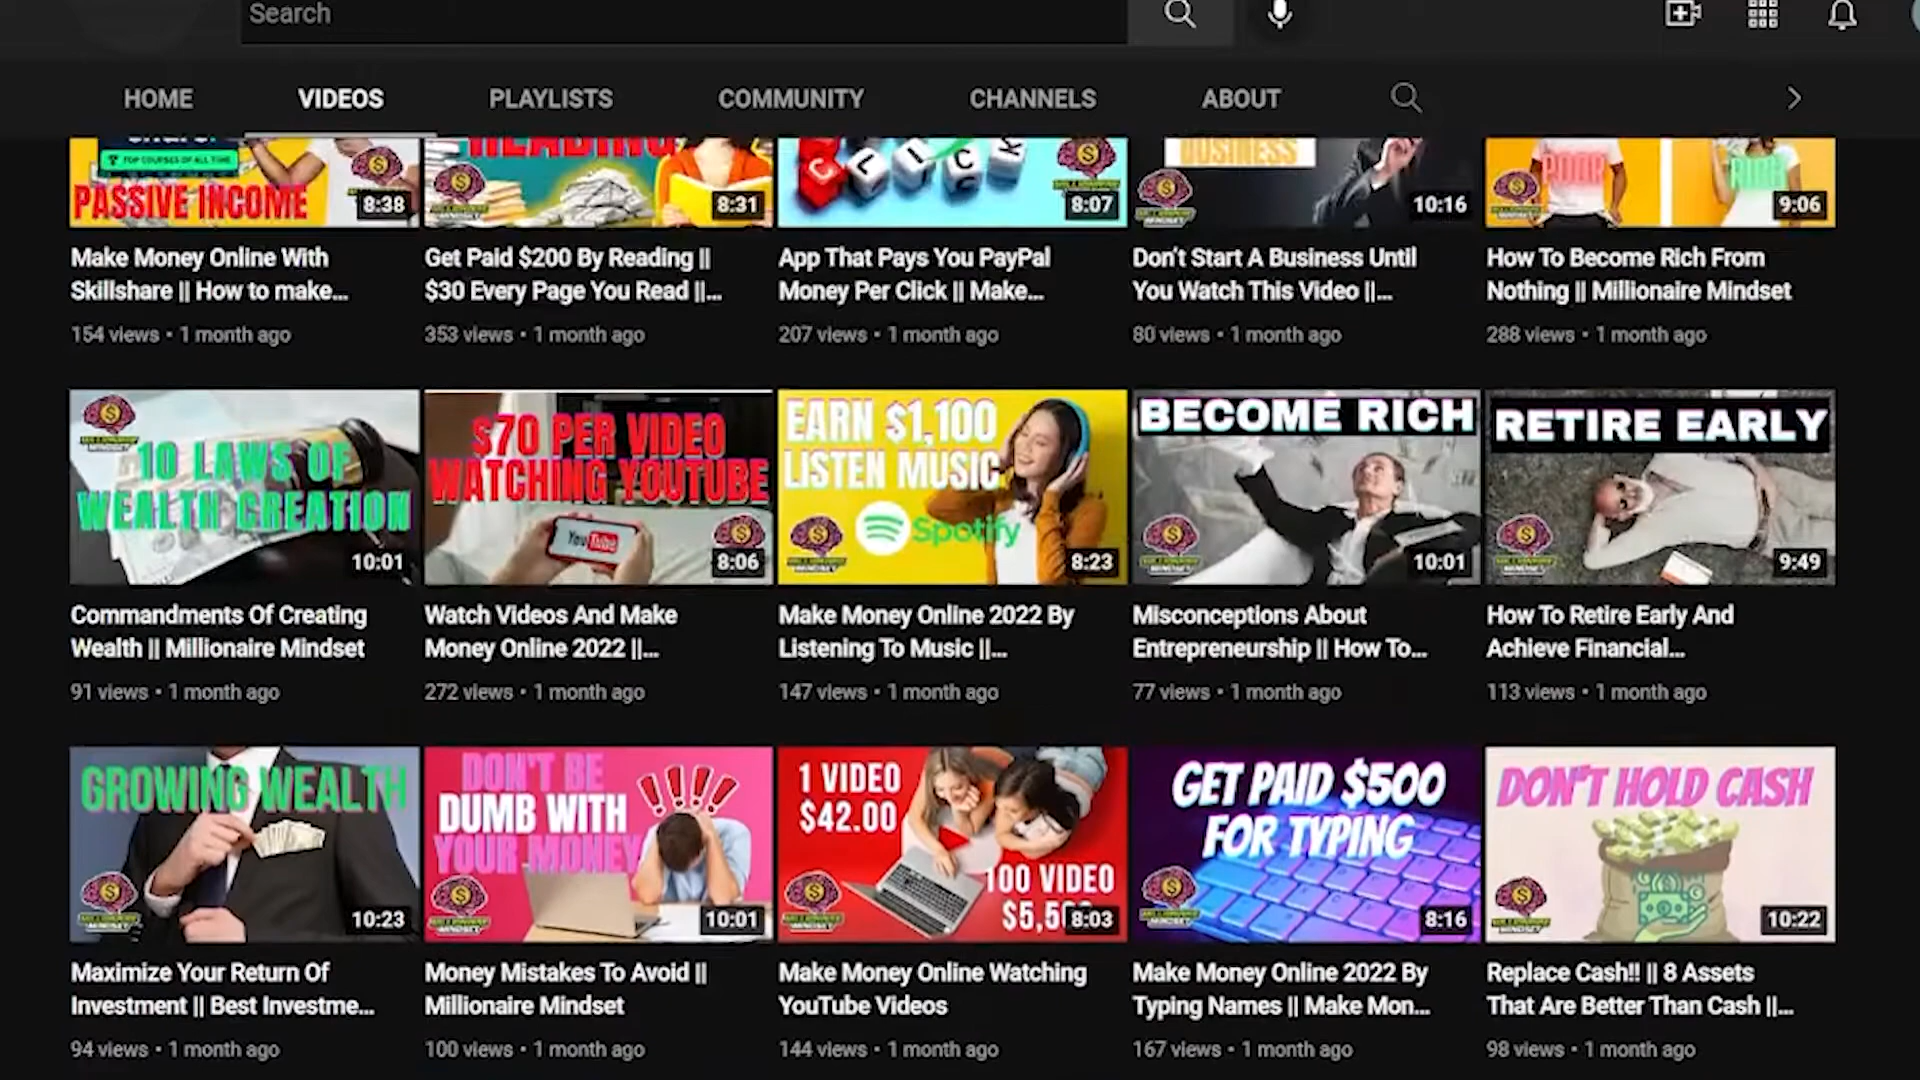 Search
HOME
VIDEOS
PLAYLISTS
COMMUNITY
CHANNELS
ABOUT
TOP COURSES OF ALL TIME
PASSIVE INCOME
8:38
READING
8:31
CLICK
8:07
BUSINESS
10:16
POOR
RICH
9:06
Make Money Online With
Skillshare || How to make...
154 views • 1 month ago
Get Paid $200 By Reading ||
$30 Every Page You Read ||...
353 views • 1 month ago
App That Pays You PayPal
Money Per Click || Make...
207 views • 1 month ago
Don't Start A Business Until
You Watch This Video ||...
80 views • 1 month ago
How To Become Rich From
Nothing || Millionaire Mindset
288 views • 1 month ago
10 LAWS OF
WEALTH CREATION
10:01
$70 PER VIDEO
WATCHING YOUTUBE
YouTube
8:06
EARN $1,100
LISTEN MUSIC
Spotify
8:23
BECOME RICH
10:01
RETIRE EARLY
9:49
Commandments Of Creating
Wealth || Millionaire Mindset
91 views • 1 month ago
Watch Videos And Make
Money Online 2022 ||...
272 views • 1 month ago
Make Money Online 2022 By
Listening To Music ||...
147 views • 1 month ago
Misconceptions About
Entrepreneurship || How To...
77 views • 1 month ago
How To Retire Early And
Achieve Financial...
113 views • 1 month ago
GROWING WEALTH
10:23
DON'T BE
DUMB WITH
YOUR MONEY
10:01
1 VIDEO
$42.00
100 VIDEO
$5,5
8:03
GET PAID $500
FOR TYPING
8:16
DON'T HOLD CASH
10:22
Maximize Your Return Of
Investment || Best Investme...
94 views • 1 month ago
Money Mistakes To Avoid ||
Millionaire Mindset
100 views • 1 month ago
Make Money Online Watching
YouTube Videos
144 views • 1 month ago
Make Money Online 2022 By
Typing Names || Make Mon...
167 views • 1 month ago
Replace Cash!! || 8 Assets
That Are Better Than Cash ||...
98 views • 1 month ago